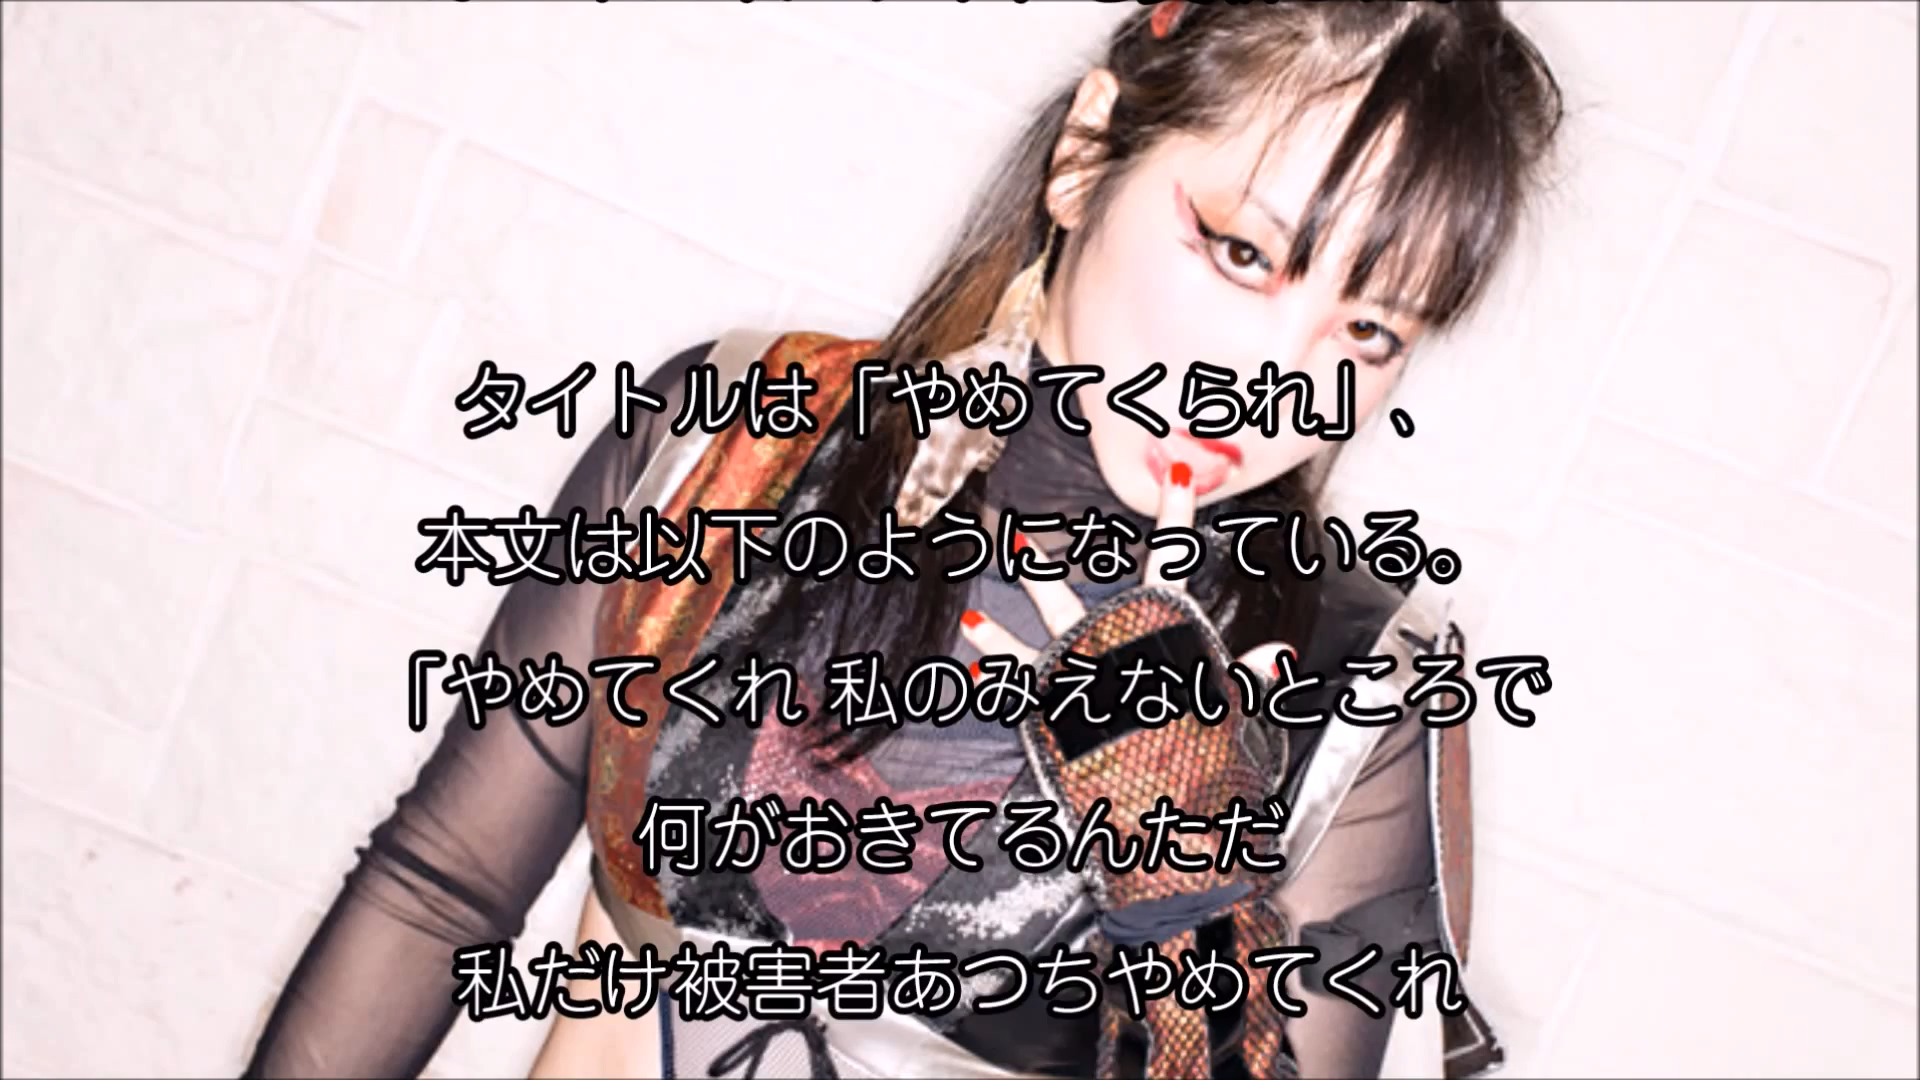 タイトルは「やめてくられ」、
本文は以下のようになっている。
「やめてくれ 私のみえないところで
何がおきてるんただ
私だけ被害者あつちやめてくれ